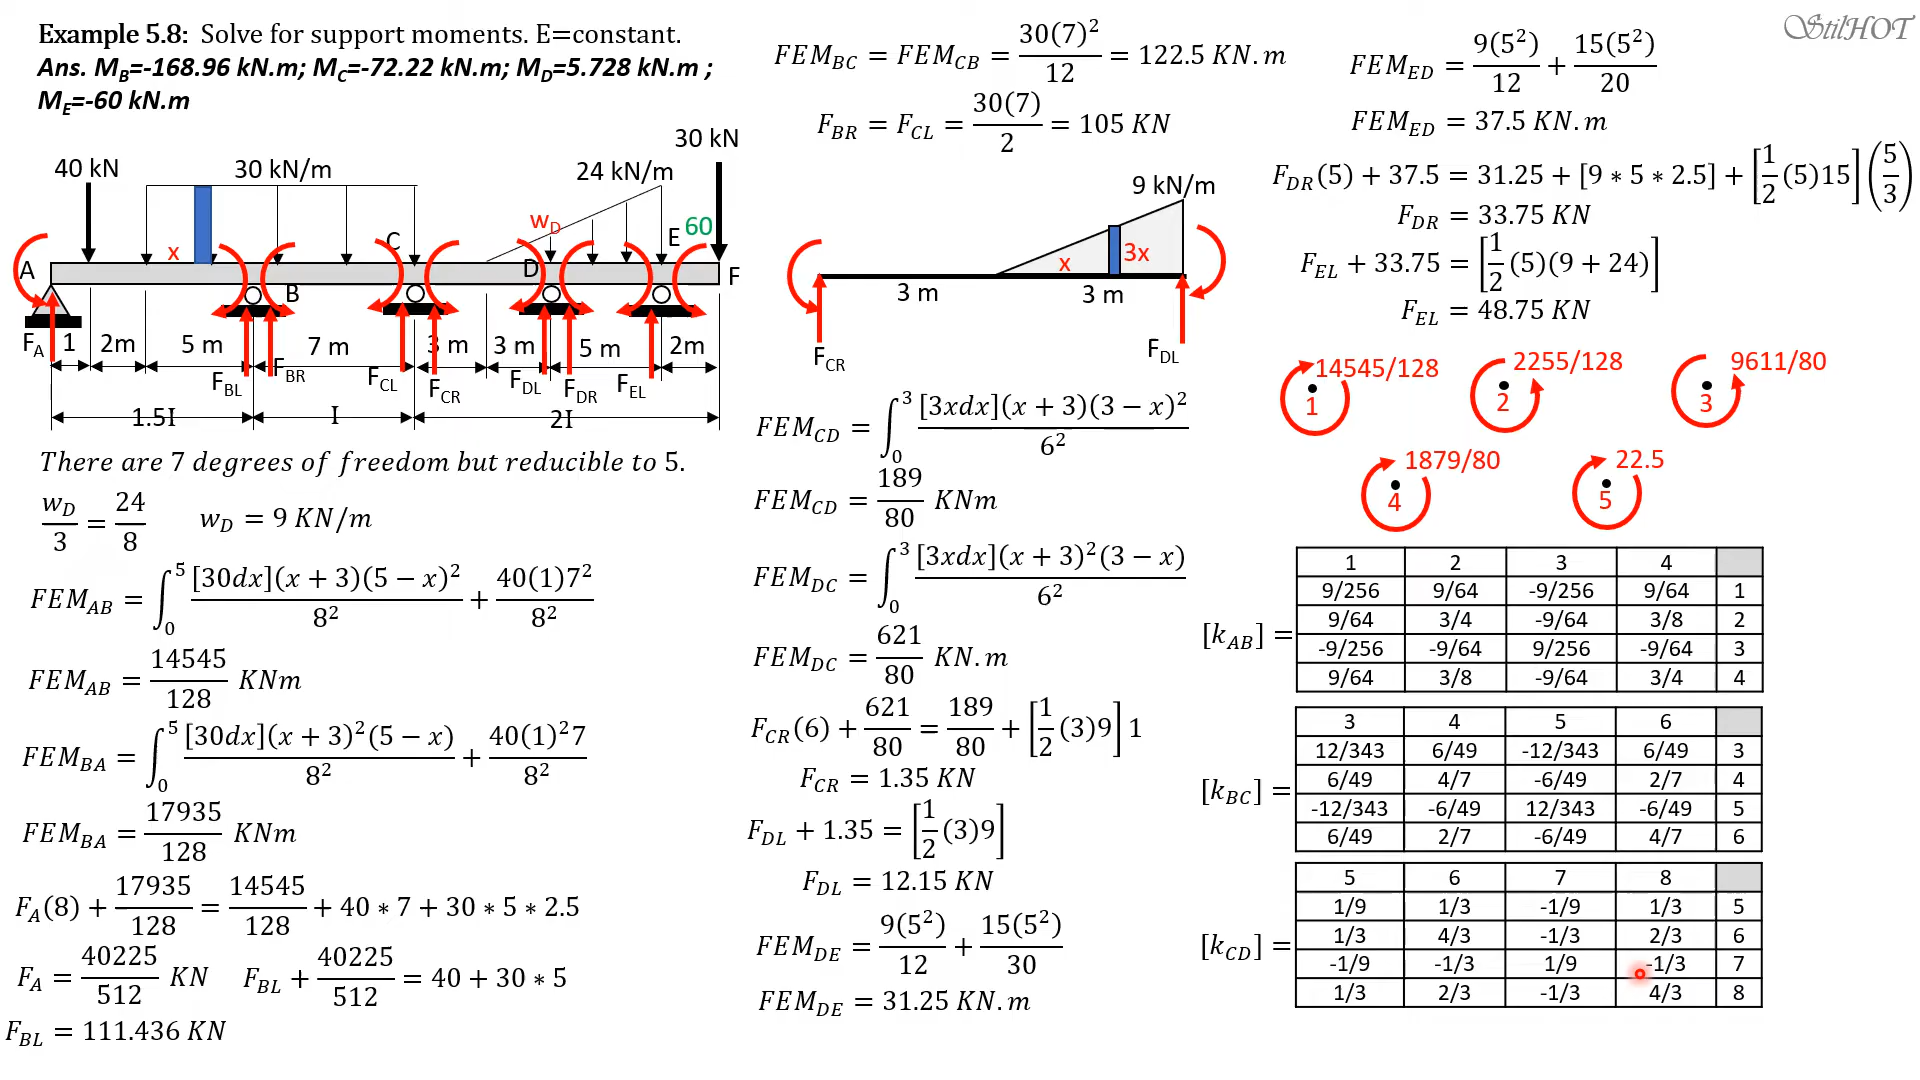 StilHOT
Example 5.8: Solve for support moments. E=constant.
Ans. M_B=-168.96 kN.m; M_C=-72.22 kN.m; M_D=5.728 kN.m ;
M_E=-60 kN.m
30 kN
40 kN 30 kN/m 24 kN/m
w_D E 60
x C
A D F
B
F_A 1 2m 5 m 7 m 3 m 3 m 5 m 2m
F_BL F_BR F_CL F_CR F_DL F_DR F_EL
1.5I I 2I
There are 7 degrees of freedom but reducible to 5.
w_D/3 = 24/8 w_D = 9 KN/m
FEM_AB = ∫_0^5 [30dx](x + 3)(5 − x)^2/8^2 + 40(1)7^2/8^2
FEM_AB = 14545/128 KNm
FEM_BA = ∫_0^5 [30dx](x + 3)^2(5 − x)/8^2 + 40(1)^2 7/8^2
FEM_BA = 17935/128 KNm
F_A(8) + 17935/128 = 14545/128 + 40 * 7 + 30 * 5 * 2.5
F_A = 40225/512 KN F_BL + 40225/512 = 40 + 30 * 5
F_BL = 111.436 KN
FEM_BC = FEM_CB = 30(7)^2/12 = 122.5 KN.m
F_BR = F_CL = 30(7)/2 = 105 KN
9 kN/m
x 3x
3 m 3 m
F_CR F_DL
FEM_CD = ∫_0^3 [3xdx](x + 3)(3 − x)^2/6^2
FEM_CD = 189/80 KNm
FEM_DC = ∫_0^3 [3xdx](x + 3)^2(3 − x)/6^2
FEM_DC = 621/80 KN.m
F_CR(6) + 621/80 = 189/80 + [1/2 (3)9] 1
F_CR = 1.35 KN
F_DL + 1.35 = [1/2 (3)9]
F_DL = 12.15 KN
FEM_DE = 9(5^2)/12 + 15(5^2)/30
FEM_DE = 31.25 KN.m
FEM_ED = 9(5^2)/12 + 15(5^2)/20
FEM_ED = 37.5 KN.m
F_DR(5) + 37.5 = 31.25 + [9 * 5 * 2.5] + [1/2 (5)15] (5/3)
F_DR = 33.75 KN
F_EL + 33.75 = [1/2 (5)(9 + 24)]
F_EL = 48.75 KN
14545/128 2255/128 9611/80
1 2 3
1879/80 22.5
4 5
[k_AB] =
1 2 3 4
9/256 9/64 -9/256 9/64 1
9/64 3/4 -9/64 3/8 2
-9/256 -9/64 9/256 -9/64 3
9/64 3/8 -9/64 3/4 4
[k_BC] =
3 4 5 6
12/343 6/49 -12/343 6/49 3
6/49 4/7 -6/49 2/7 4
-12/343 -6/49 12/343 -6/49 5
6/49 2/7 -6/49 4/7 6
[k_CD] =
5 6 7 8
1/9 1/3 -1/9 1/3 5
1/3 4/3 -1/3 2/3 6
-1/9 -1/3 1/9 -1/3 7
1/3 2/3 -1/3 4/3 8